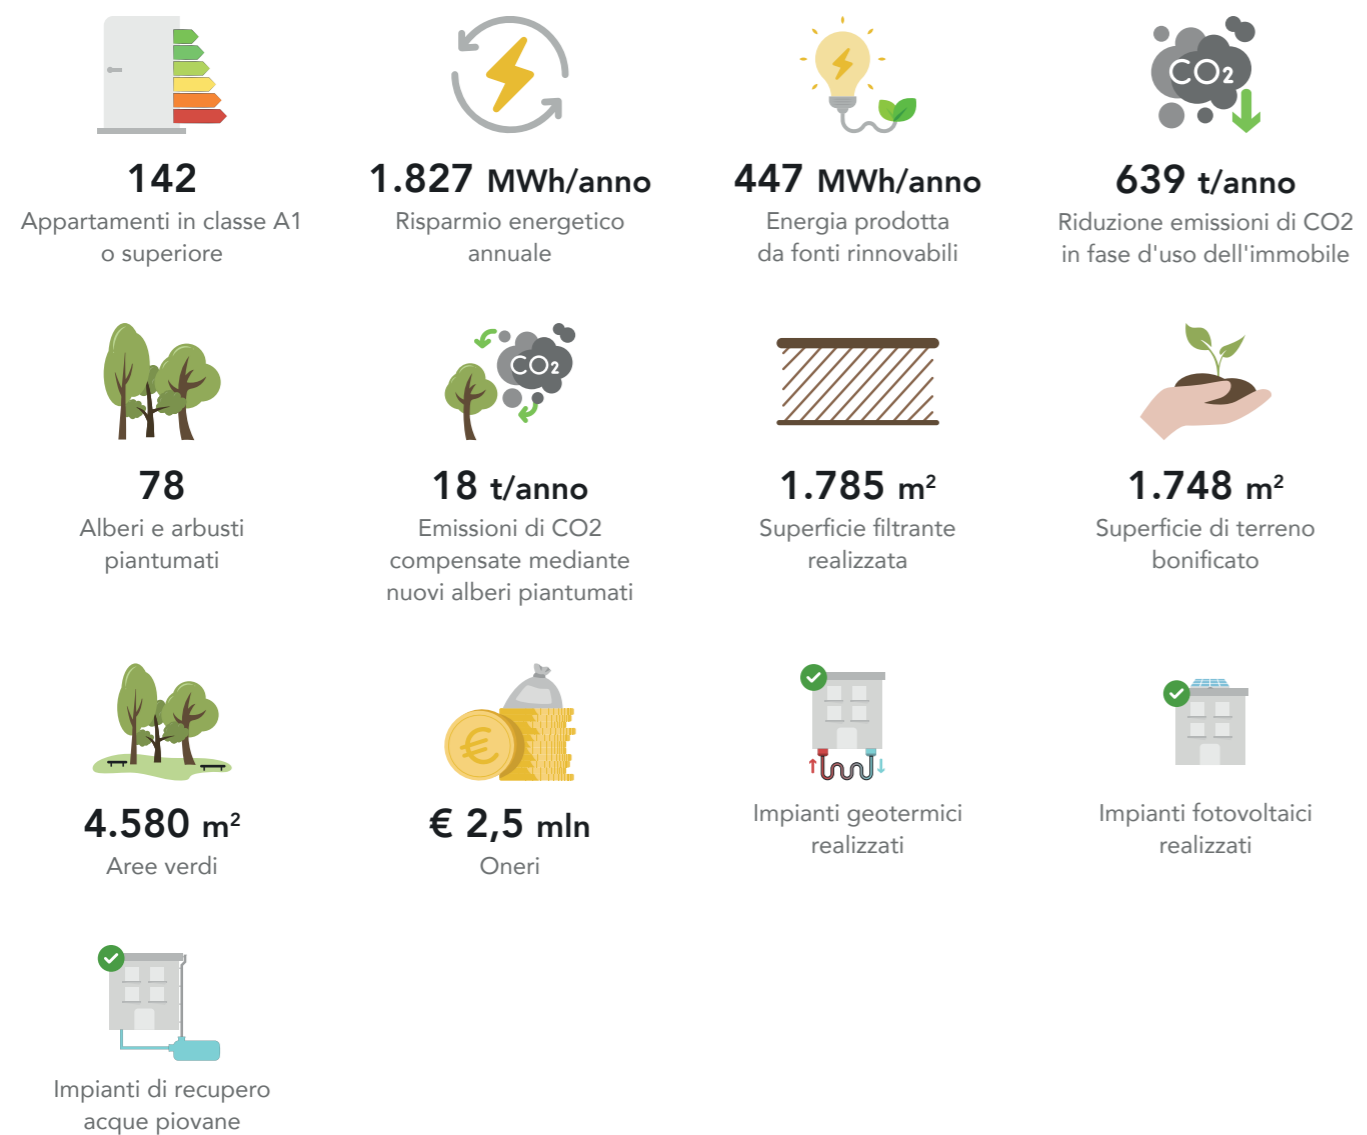 CO2
142
Appartamenti in classe A1
o superiore
1.827 MWh/anno
Risparmio energetico
annuale
447 MWh/anno
Energia prodotta
da fonti rinnovabili
639 t/anno
Riduzione emissioni di CO2
in fase d'uso dell'immobile
CO2
78
Alberi e arbusti
piantumati
18 t/anno
Emissioni di CO2
compensate mediante
nuovi alberi piantumati
1.785 m²
Superficie filtrante
realizzata
1.748 m²
Superficie di terreno
bonificato
€
4.580 m²
Aree verdi
€ 2,5 mln
Oneri
Impianti geotermici
realizzati
Impianti fotovoltaici
realizzati
Impianti di recupero
acque piovane